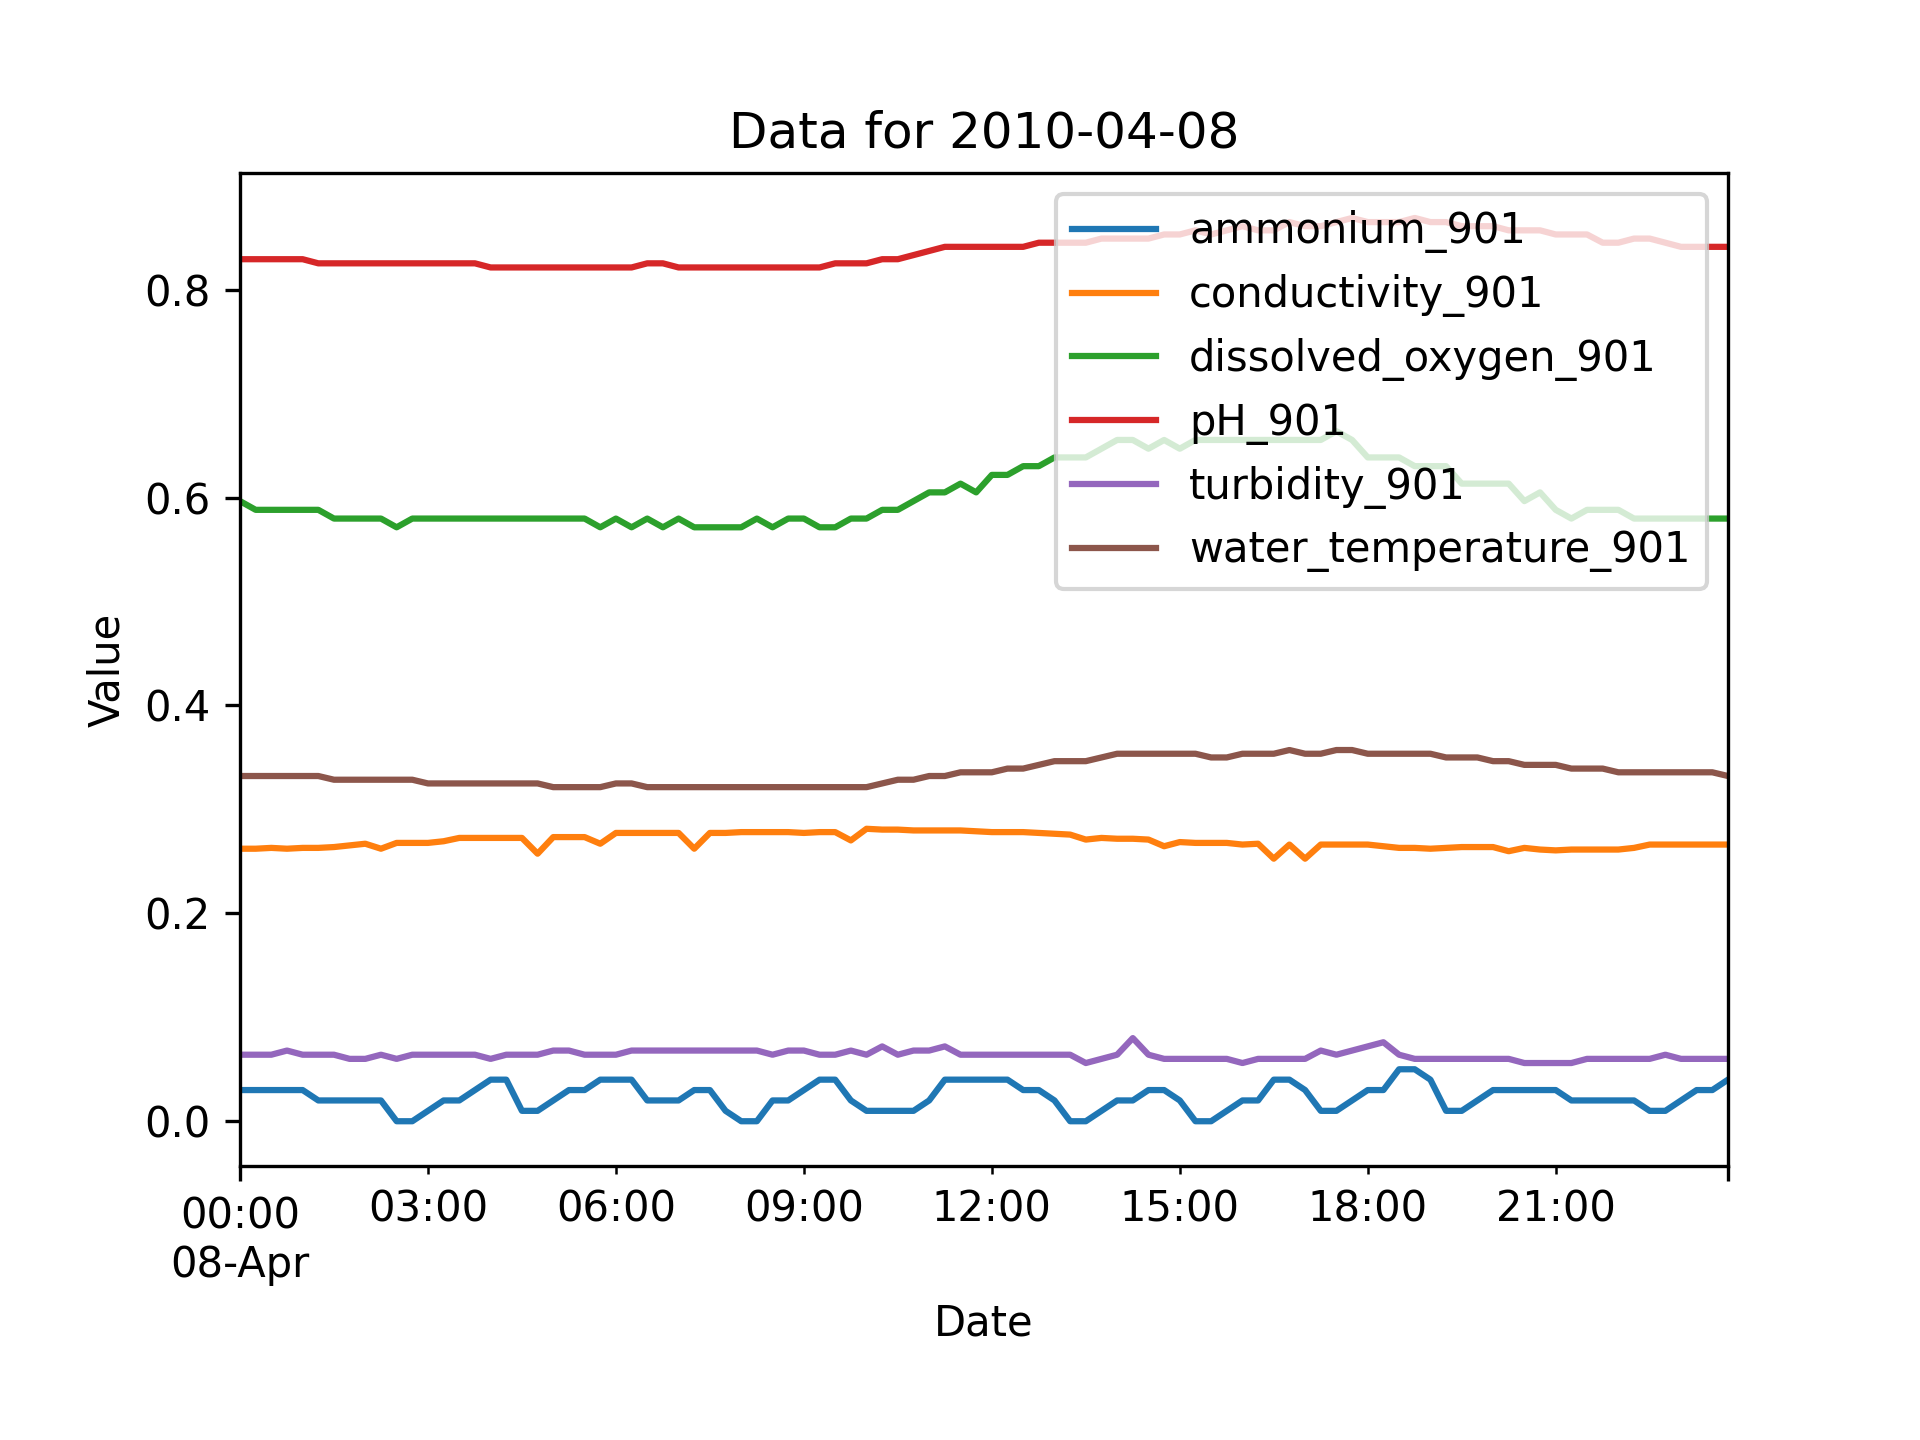 Data for 2010-04-08
ammonium_901
conductivity_901
dissolved_oxygen_901
pH_901
turbidity_901
water_temperature_901
Value
0.8
0.6
0.4
0.2
0.0
00:00 03:00 06:00 09:00 12:00 15:00 18:00 21:00
08-Apr
Date